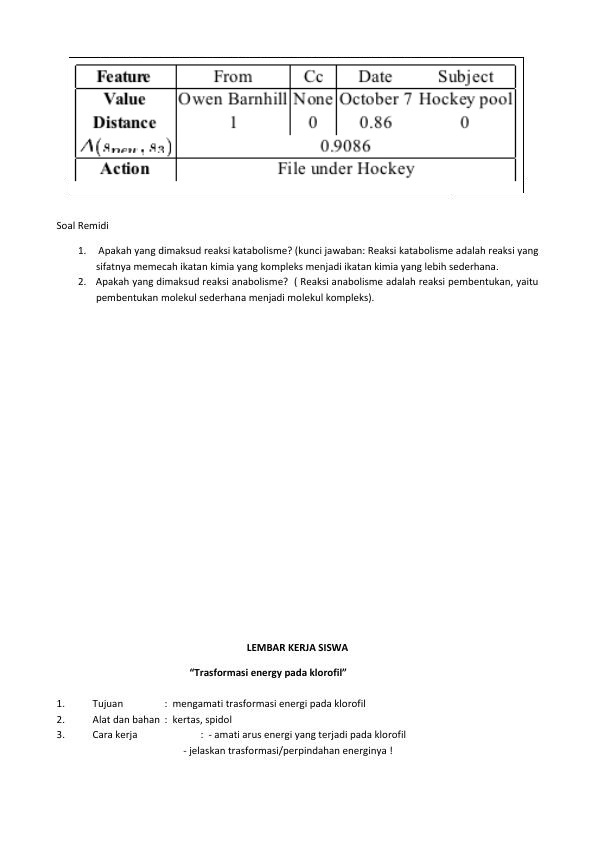 Feature From Cc Date Subject
Value Owen Barnhill None October 7 Hockey pool
Distance 1 0 0.86 0
Λ(snew, s3) 0.9086
Action File under Hockey
Soal Remidi
1. Apakah yang dimaksud reaksi katabolisme? (kunci jawaban: Reaksi katabolisme adalah reaksi yang
sifatnya memecah ikatan kimia yang kompleks menjadi ikatan kimia yang lebih sederhana.
2. Apakah yang dimaksud reaksi anabolisme? ( Reaksi anabolisme adalah reaksi pembentukan, yaitu
pembentukan molekul sederhana menjadi molekul kompleks).
LEMBAR KERJA SISWA
“Trasformasi energy pada klorofil”
1. Tujuan : mengamati trasformasi energi pada klorofil
2. Alat dan bahan : kertas, spidol
3. Cara kerja : - amati arus energi yang terjadi pada klorofil
- jelaskan trasformasi/perpindahan energinya !